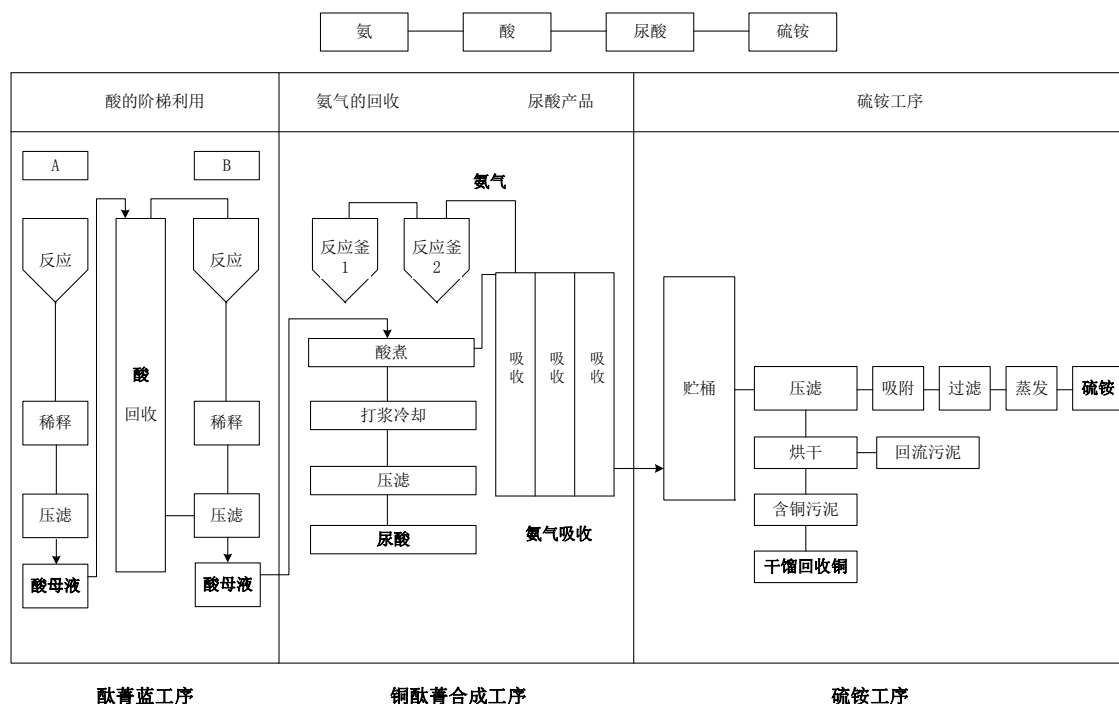 氨
酸
尿酸
硫铵
酸的阶梯利用
氨气的回收
尿酸产品
硫铵工序
A
B
反应
酸
回收
反应
稀释
稀释
压滤
压滤
酸母液
酸母液
氨气
反应釜
1
反应釜
2
酸煮
打浆冷却
压滤
尿酸
吸
收
吸
收
吸
收
氨气吸收
贮桶
压滤
吸附
过滤
蒸发
硫铵
烘干
回流污泥
含铜污泥
干馏回收铜
酞菁蓝工序
铜酞菁合成工序
硫铵工序